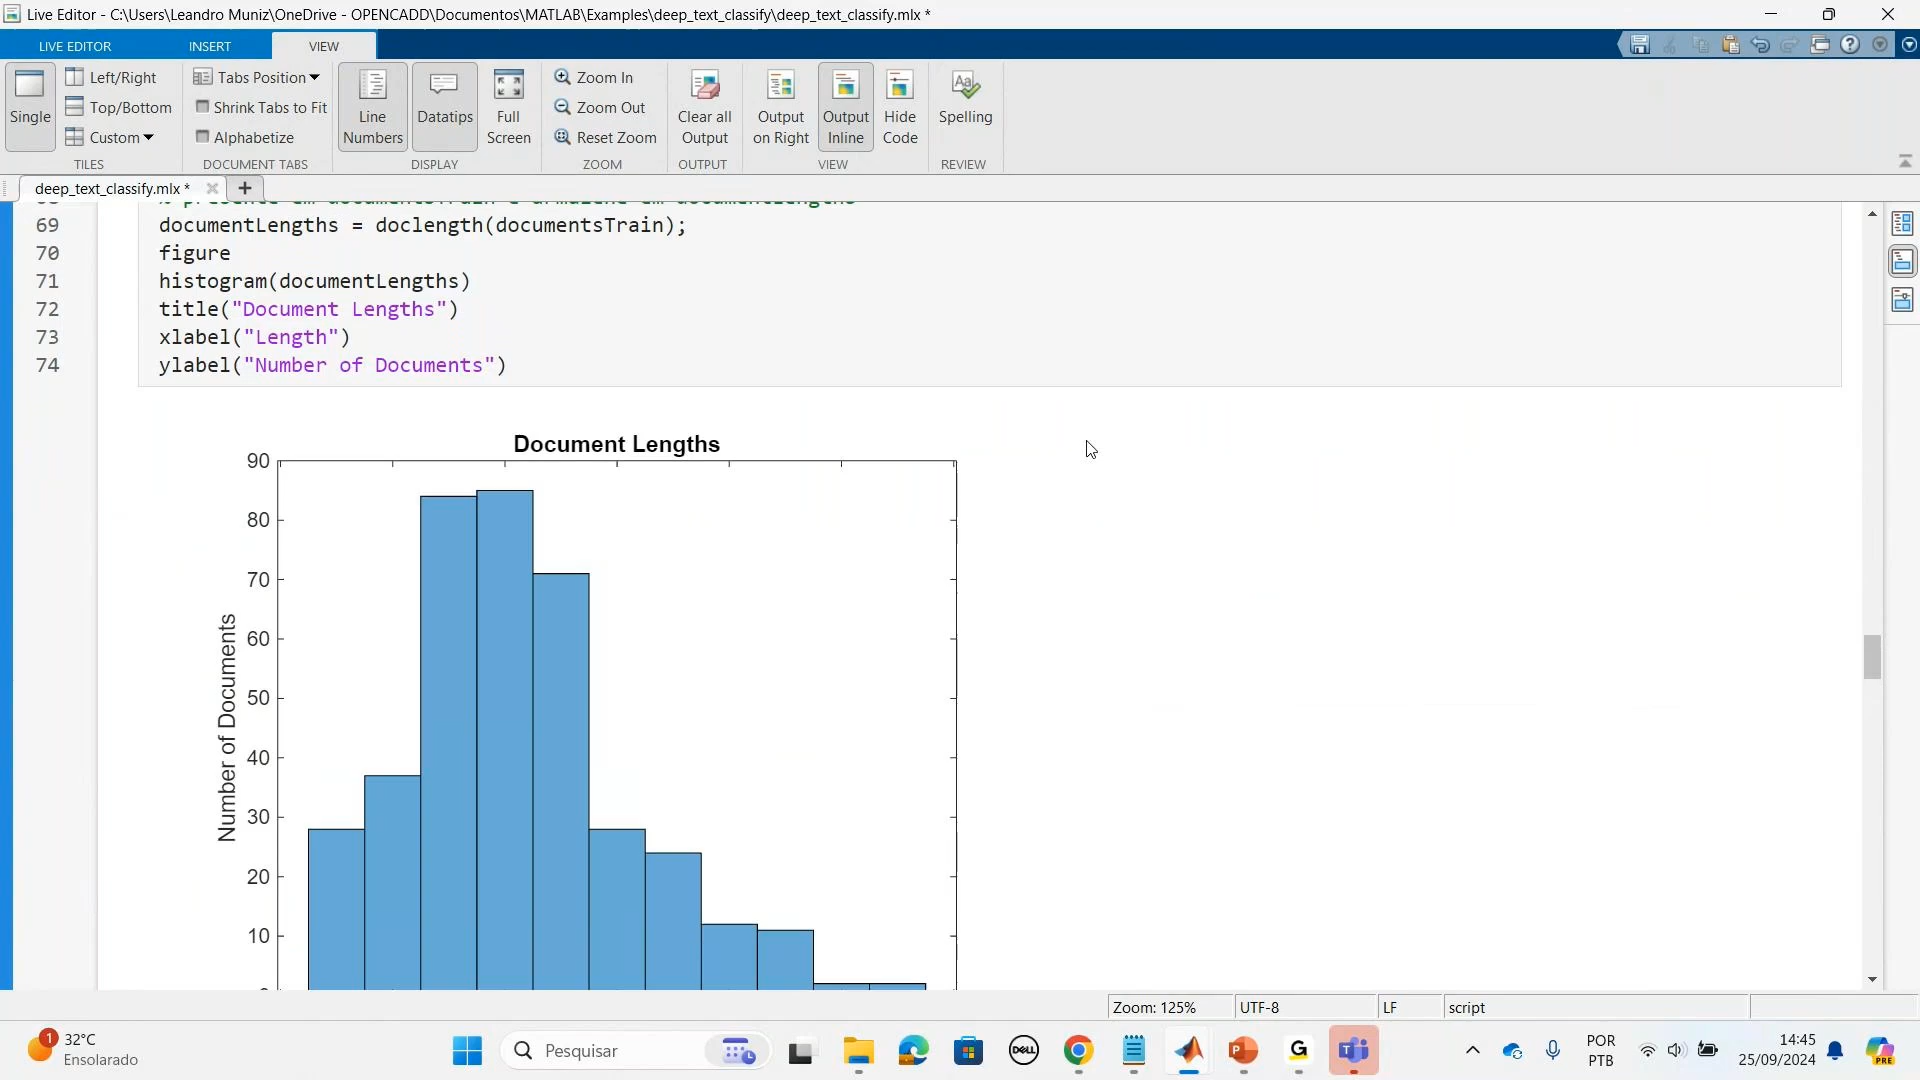 Live Editor - C:\Users\Leandro Muniz\OneDrive - OPENCADD\Documentos\MATLAB\Examples\deep_text_classify\deep_text_classify.mlx *
LIVE EDITOR INSERT VIEW
Single
Left/Right
Top/Bottom
Custom
TILES
Tabs Position
Shrink Tabs to Fit
Alphabetize
DOCUMENT TABS
Line Numbers
Datatips
Full Screen
DISPLAY
Zoom In
Zoom Out
Reset Zoom
ZOOM
Clear all Output
OUTPUT
Output on Right
Output Inline
Hide Code
VIEW
Spelling
REVIEW
deep_text_classify.mlx *
69 documentLengths = doclength(documentsTrain);
70 figure
71 histogram(documentLengths)
72 title("Document Lengths")
73 xlabel("Length")
74 ylabel("Number of Documents")
Document Lengths
90
80
70
60
50
40
30
20
10
Number of Documents
Zoom: 125% UTF-8 LF script
1
32°C
Ensolarado
Pesquisar
DELL
POR
PTB
14:45
25/09/2024
PRE